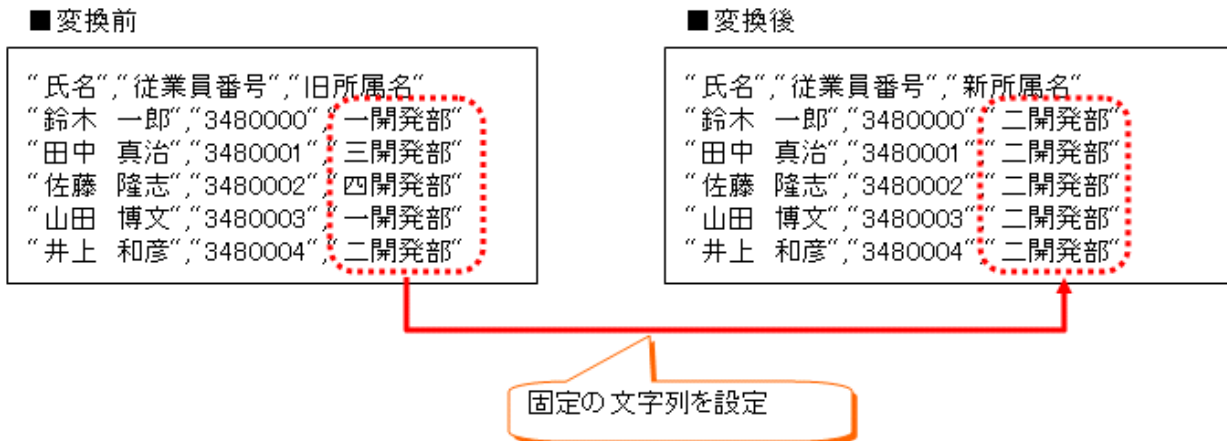 ■変換前
"氏名","従業員番号","旧所属名"
"鈴木　一郎","3480000","一開発部"
"田中　真治","3480001","三開発部"
"佐藤　隆志","3480002","四開発部"
"山田　博文","3480003","一開発部"
"井上　和彦","3480004","二開発部"
■変換後
"氏名","従業員番号","新所属名"
"鈴木　一郎","3480000","二開発部"
"田中　真治","3480001","二開発部"
"佐藤　隆志","3480002","二開発部"
"山田　博文","3480003","二開発部"
"井上　和彦","3480004","二開発部"
固定の文字列を設定